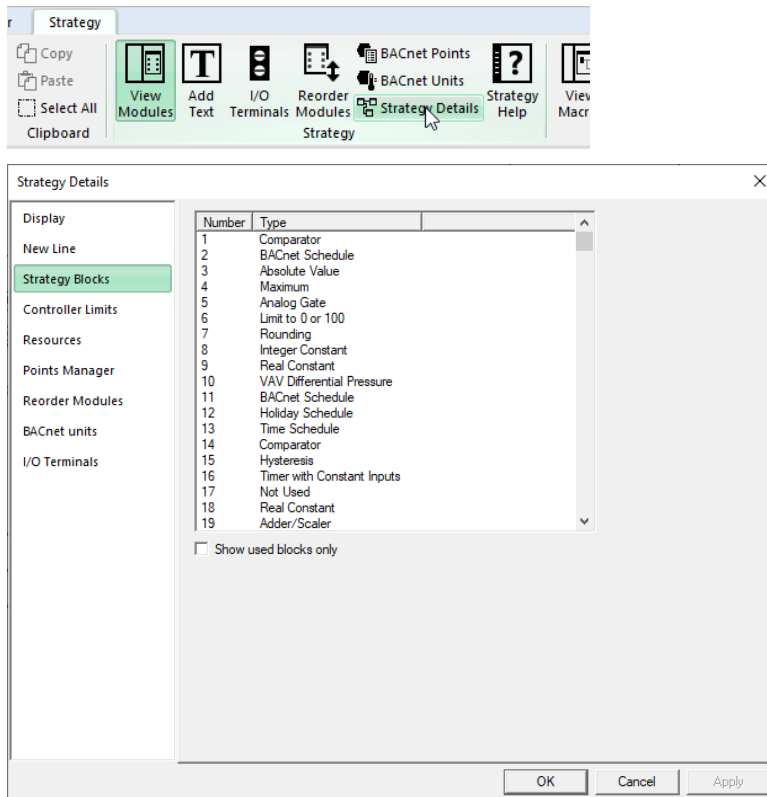 r Strategy
Copy
Paste
Select All
Clipboard
View
Modules
Add
Text
I/O
Terminals
Reorder
Modules
BACnet Points
BACnet Units
Strategy Details
Strategy
Help
Strategy
View
Macr
Strategy Details
Display
New Line
Strategy Blocks
Controller Limits
Resources
Points Manager
Reorder Modules
BACnet units
I/O Terminals
Number Type
1 Comparator
2 BACnet Schedule
3 Absolute Value
4 Maximum
5 Analog Gate
6 Limit to 0 or 100
7 Rounding
8 Integer Constant
9 Real Constant
10 VAV Differential Pressure
11 BACnet Schedule
12 Holiday Schedule
13 Time Schedule
14 Comparator
15 Hysteresis
16 Timer with Constant Inputs
17 Not Used
18 Real Constant
19 Adder/Scaler
Show used blocks only
OK Cancel Apply